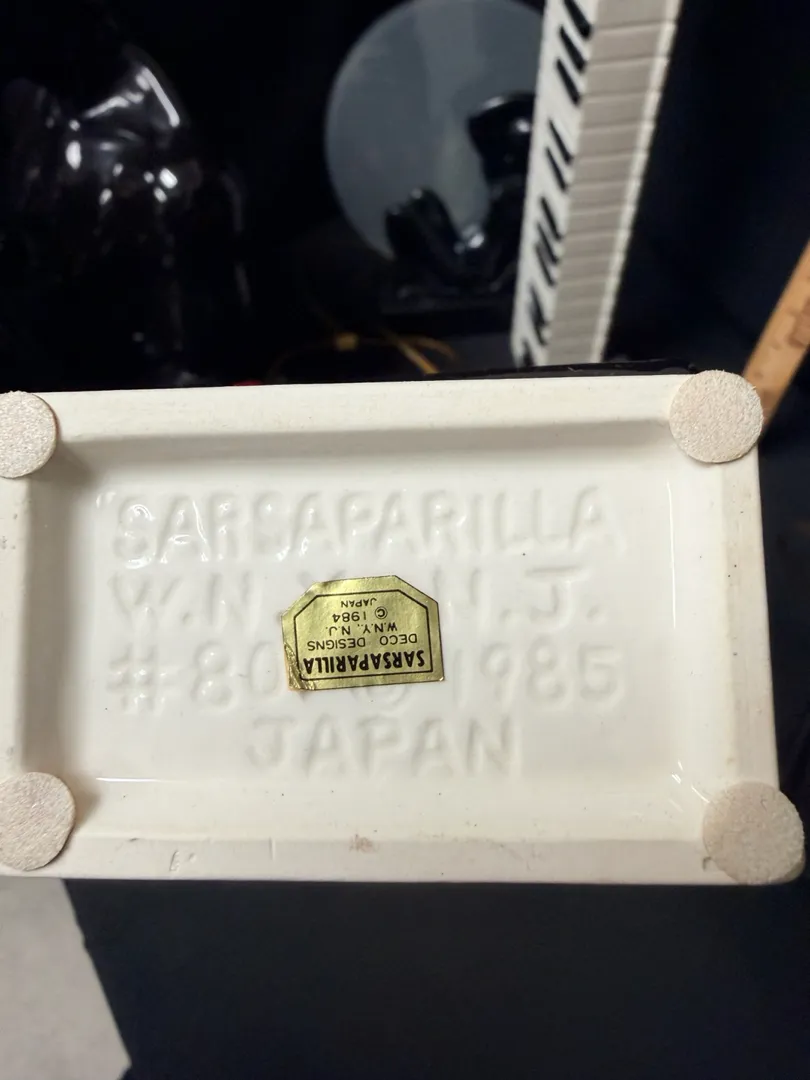 SARSAPARILLA
W.N.Y. N.J.
# 80 © 1985
JAPAN
SARSAPARILLA
DECO DESIGNS
W.N.Y., N.J.
© 1984
JAPAN